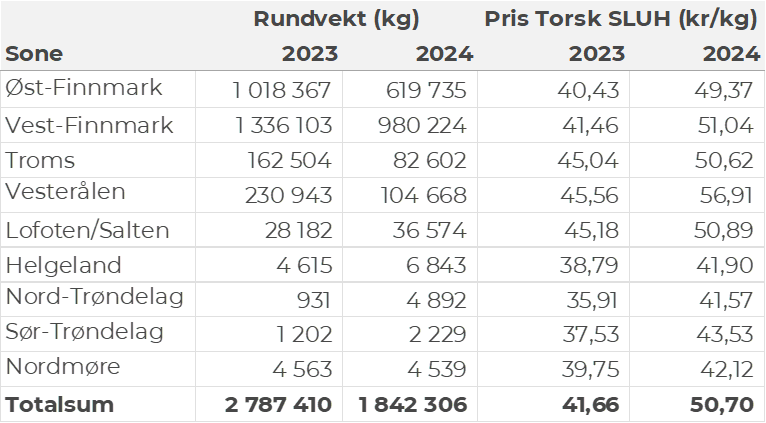 Rundvekt (kg) Pris Torsk SLUH (kr/kg)
Sone 2023 2024 2023 2024
Øst-Finnmark 1 018 367 619 735 40,43 49,37
Vest-Finnmark 1 336 103 980 224 41,46 51,04
Troms 162 504 82 602 45,04 50,62
Vesterålen 230 943 104 668 45,56 56,91
Lofoten/Salten 28 182 36 574 45,18 50,89
Helgeland 4 615 6 843 38,79 41,90
Nord-Trøndelag 931 4 892 35,91 41,57
Sør-Trøndelag 1 202 2 229 37,53 43,53
Nordmøre 4 563 4 539 39,75 42,12
Totalsum 2 787 410 1 842 306 41,66 50,70